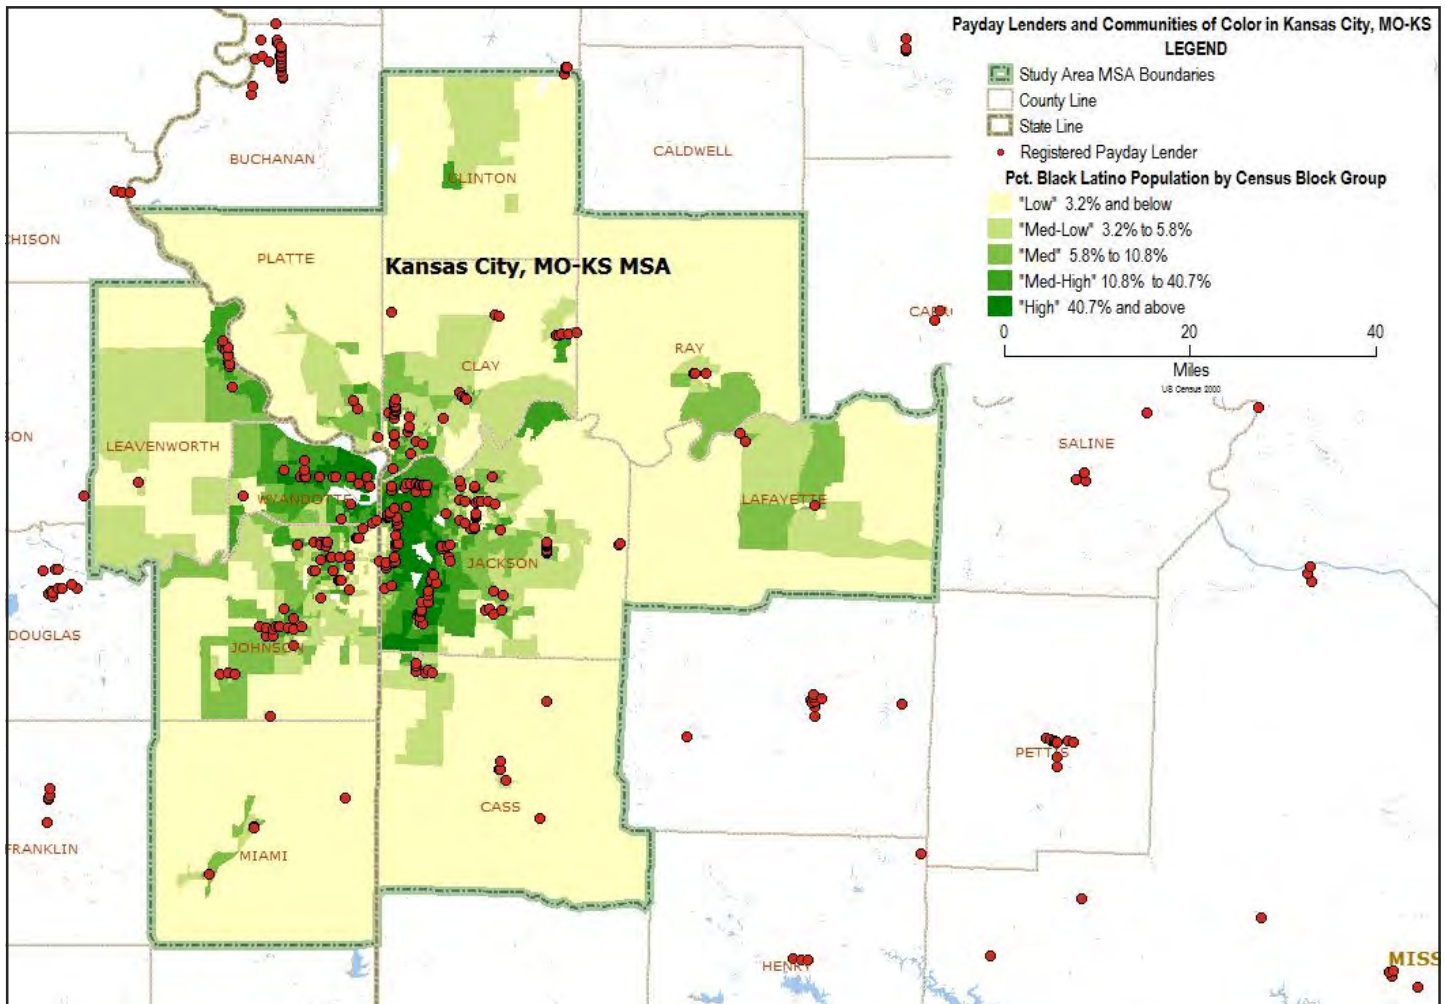 Payday Lenders and Communities of Color in Kansas City, MO-KS
LEGEND
Study Area MSA Boundaries
County Line
State Line
Registered Payday Lender
Pct. Black Latino Population by Census Block Group
"Low" 3.2% and below
"Med-Low" 3.2% to 5.8%
"Med" 5.8% to 10.8%
"Med-High" 10.8% to 40.7%
"High" 40.7% and above
0 20 40
Miles
US Census 2000
BUCHANAN
CALDWELL
CLINTON
CHISON
PLATTE
Kansas City, MO-KS MSA
RAY
CLAY
SON
LEAVENWORTH
SALINE
WYANDOTTE
LAFAYETTE
JACKSON
DOUGLAS
JOHNSON
PETTIS
CASS
FRANKLIN
MIAMI
HENRY
MISS